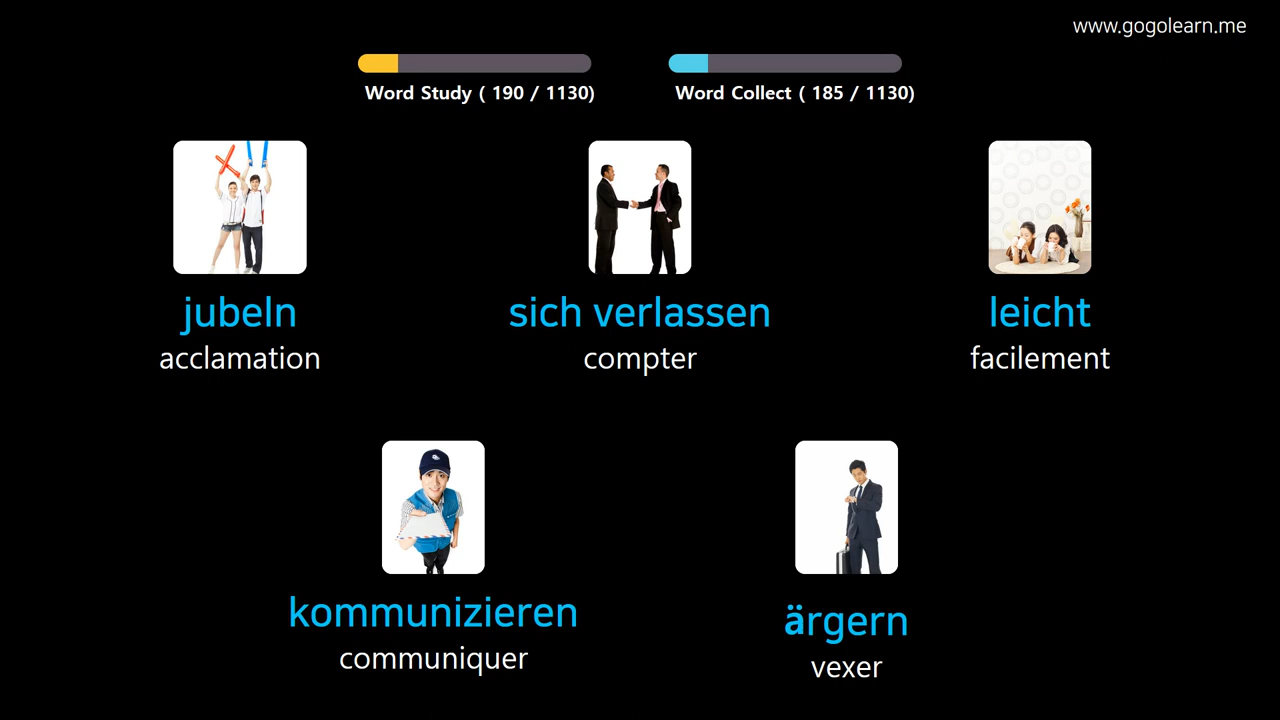 www.gogolearn.me
Word Study ( 190 / 1130)
Word Collect ( 185 / 1130)
jubeln
acclamation
sich verlassen
compter
leicht
facilement
kommunizieren
communiquer
ärgern
vexer